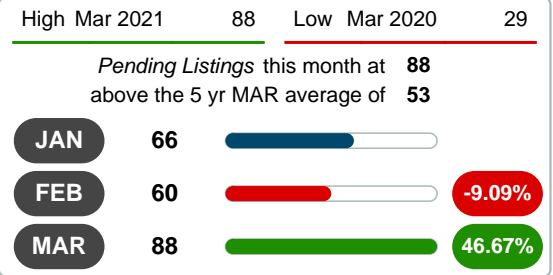 High Mar 2021 88 Low Mar 2020 29
Pending Listings this month at 88
above the 5 yr MAR average of 53
JAN 66
FEB 60 -9.09%
MAR 88 46.67%